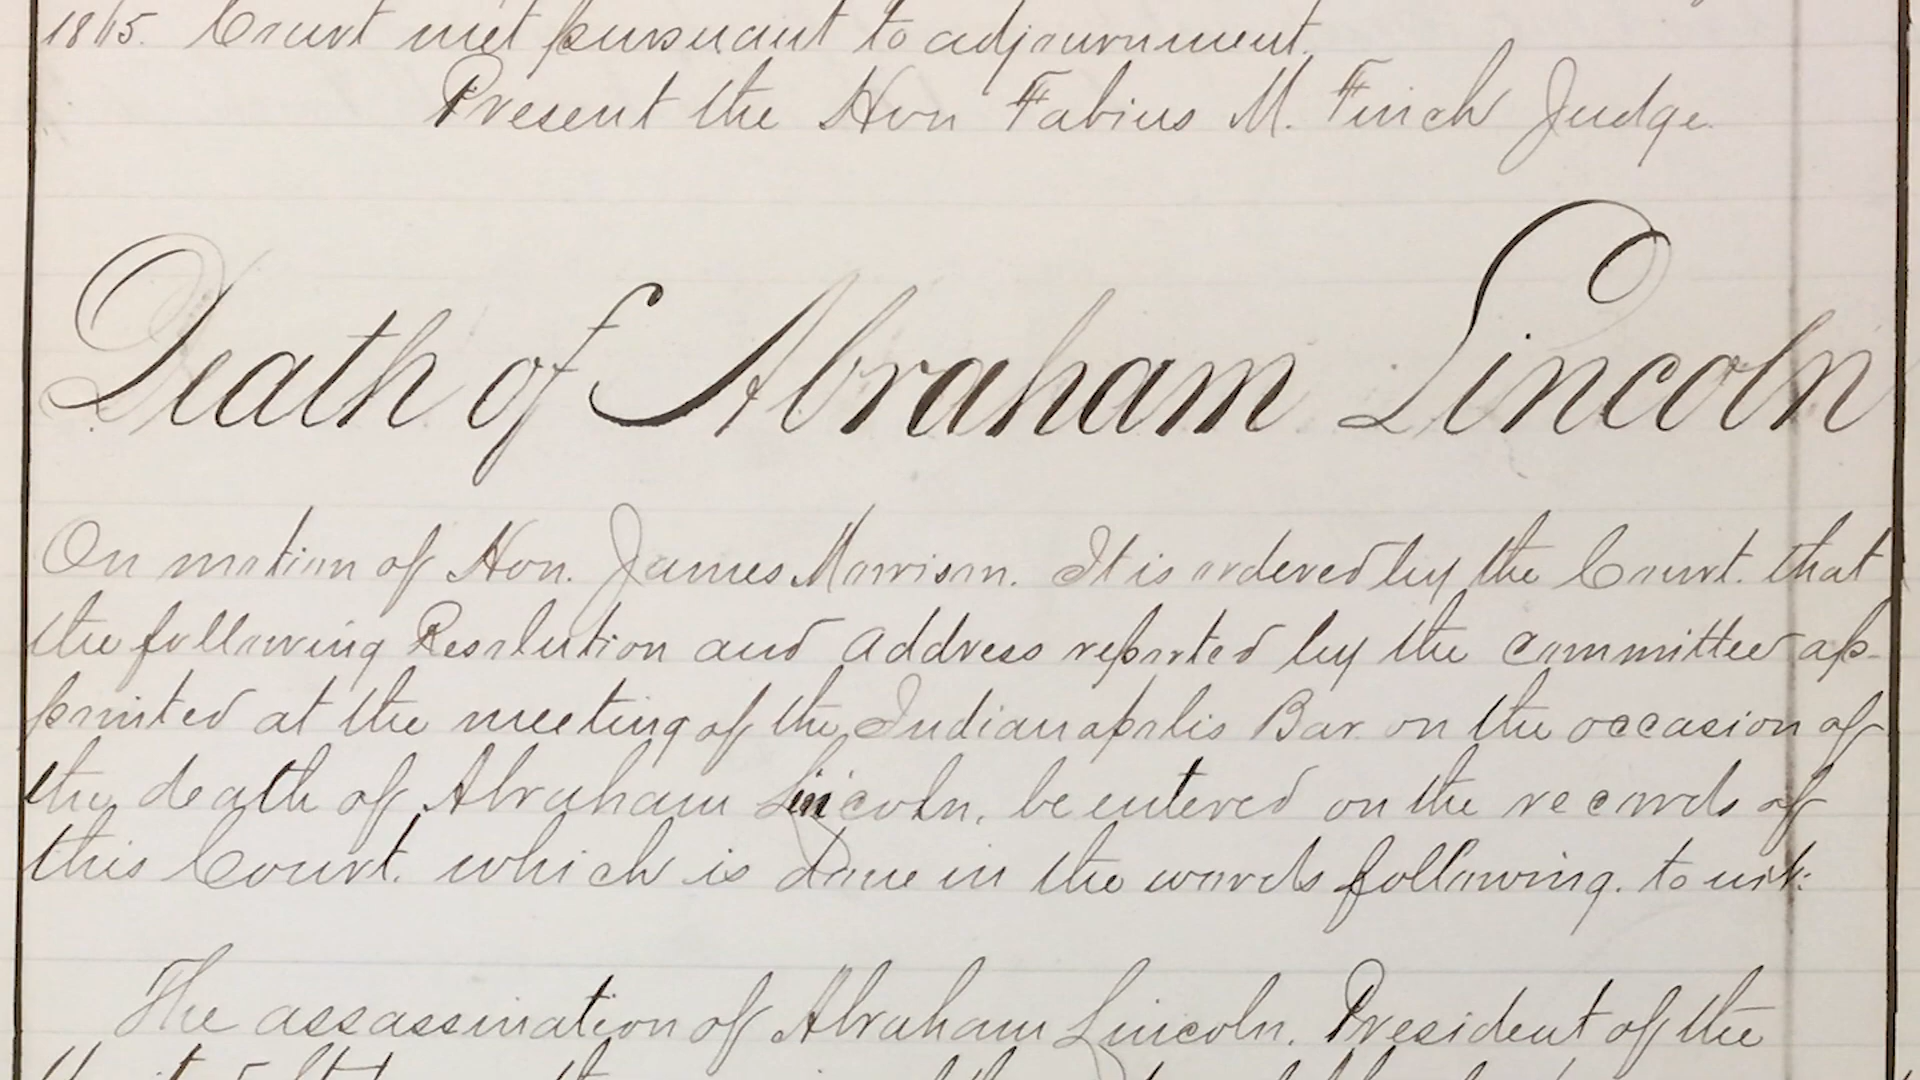 1865. Court met pursuant to adjournment.
Present the Hon Fabius M. Finch Judge.
Death of Abraham Lincoln
On motion of Hon. James Morrison. It is ordered by the Court. that
the following Resolution and address reported by the committee ap-
pointed at the meeting of the Indianapolis Bar on the occasion of
the death of Abraham Lincoln, be entered on the records of
this Court. which is done in the words following. to wit:
The assassination of Abraham Lincoln. President of the